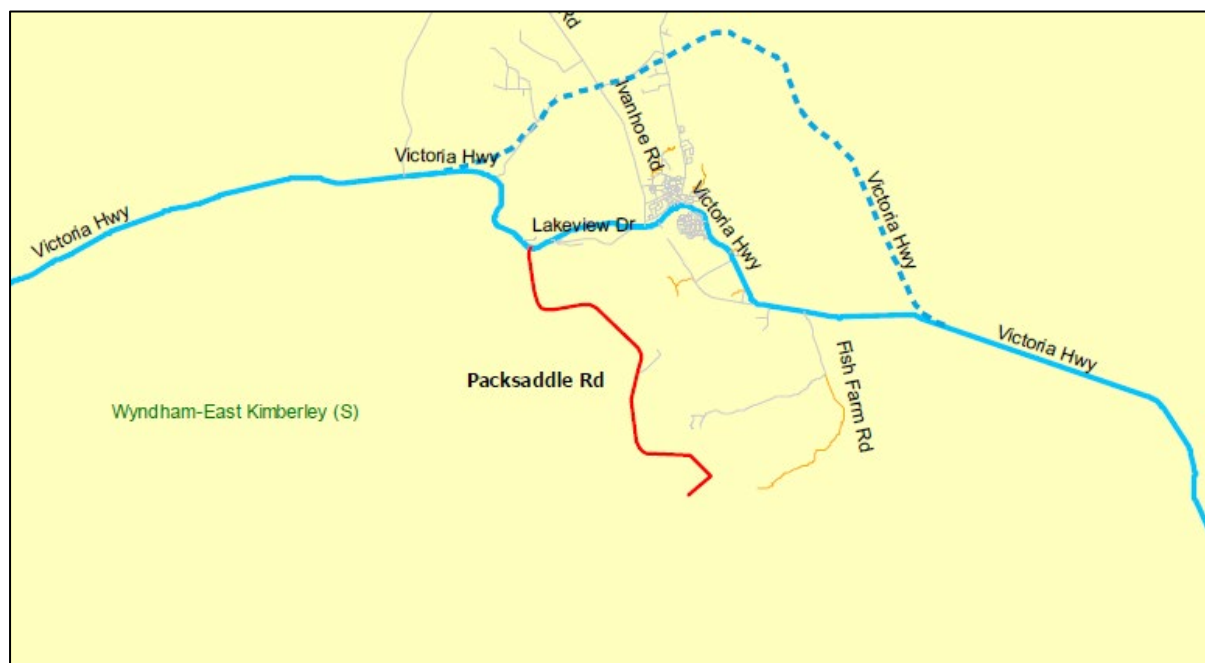 Rd
Ivanhoe Rd
Victoria Hwy
Victoria Hwy
Victoria Hwy
Victoria Hwy
Lakeview Dr
Victoria Hwy
Fish Farm Rd
Packsaddle Rd
Wyndham-East Kimberley (S)